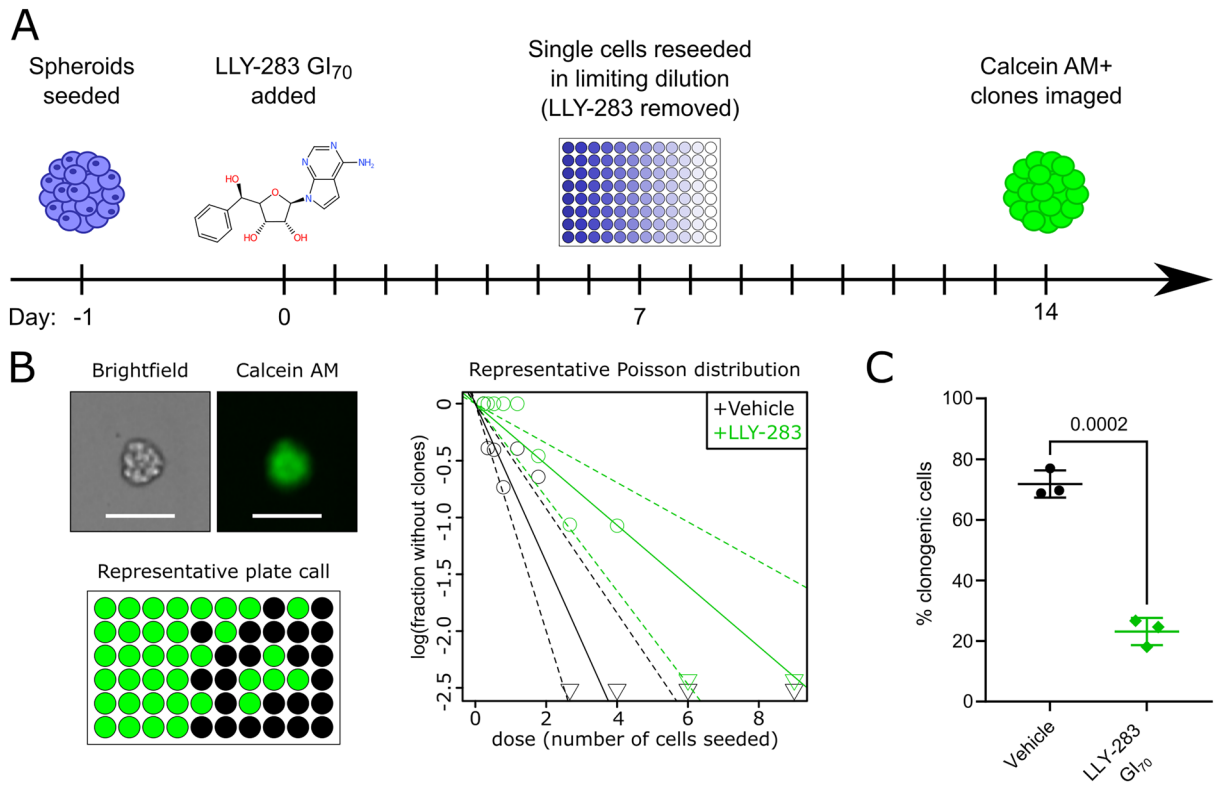 A
Spheroids
seeded
LLY-283 GI70
added
Single cells reseeded
in limiting dilution
(LLY-283 removed)
Calcein AM+
clones imaged
HO
O
N
N
N
NH2
HO
OH
Day: -1 0 7 14
B
Brightfield
Calcein AM
Representative plate call
Representative Poisson distribution
+Vehicle
+LLY-283
log(fraction without clones)
0
-0.5
-1.0
-1.5
-2.0
-2.5
0 2 4 6 8
dose (number of cells seeded)
C
% clonogenic cells
100
80
60
40
20
0
0.0002
Vehicle
LLY-283
GI70